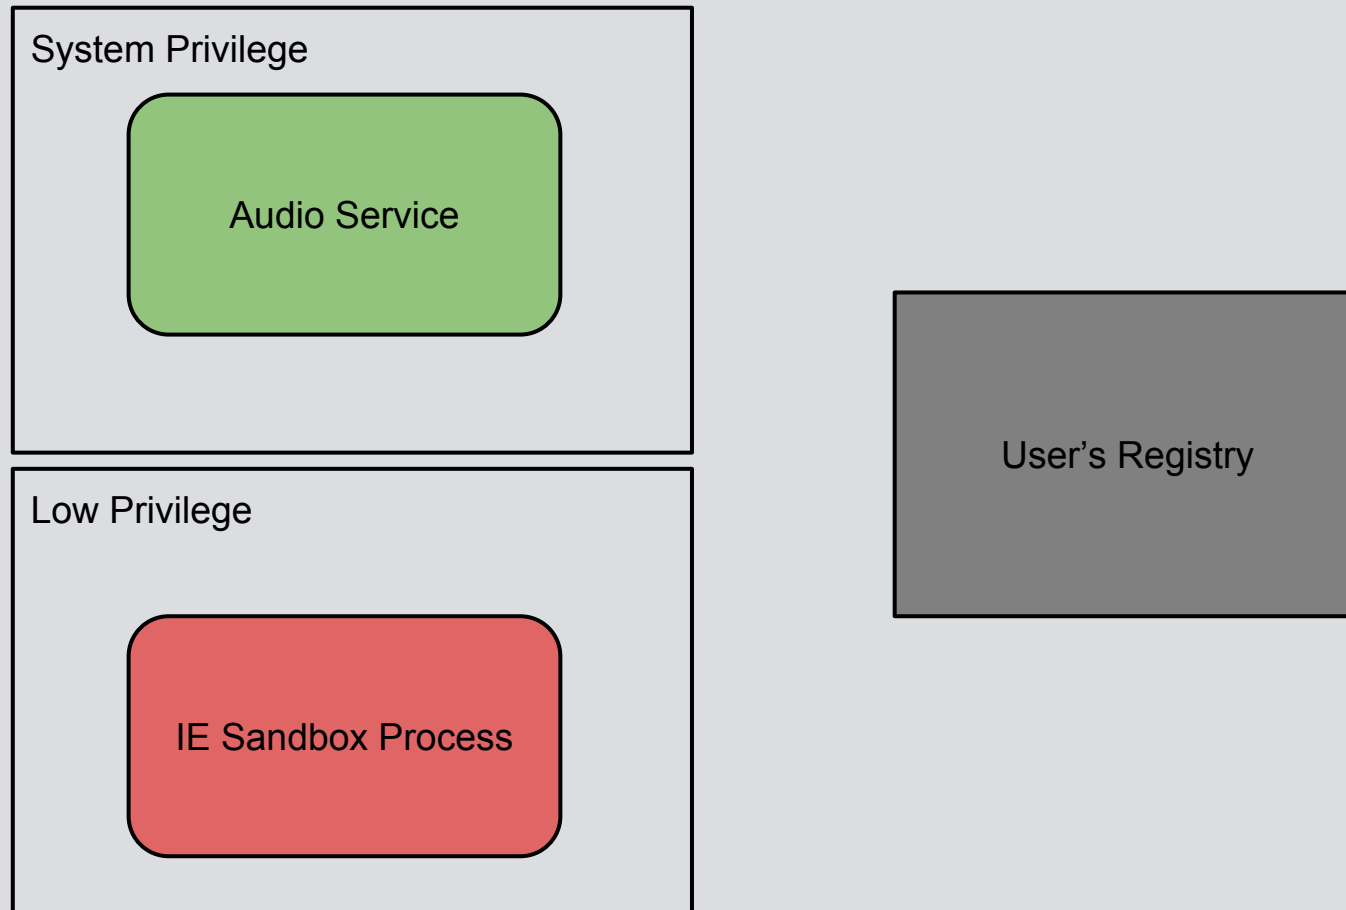 System Privilege
Audio Service
User’s Registry
Low Privilege
IE Sandbox Process